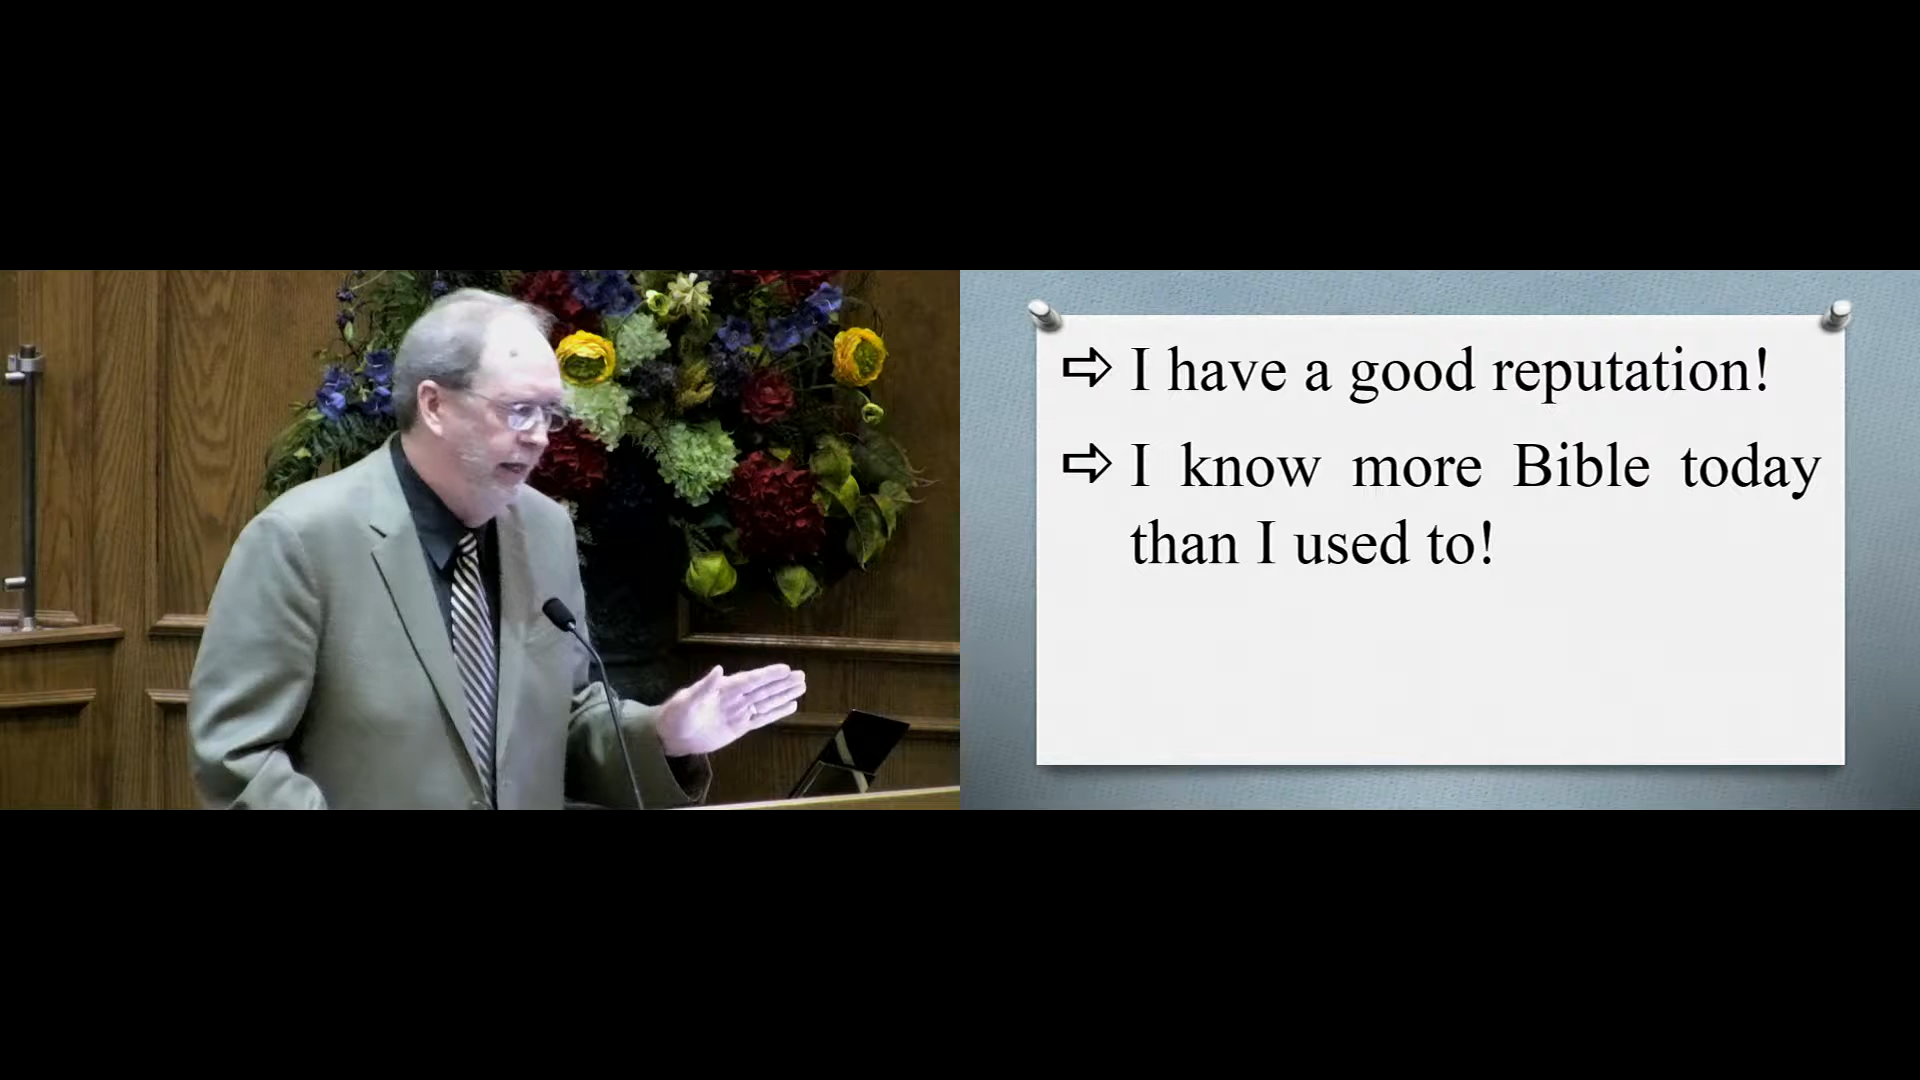 ⇨ I have a good reputation!
⇨ I know more Bible today
than I used to!